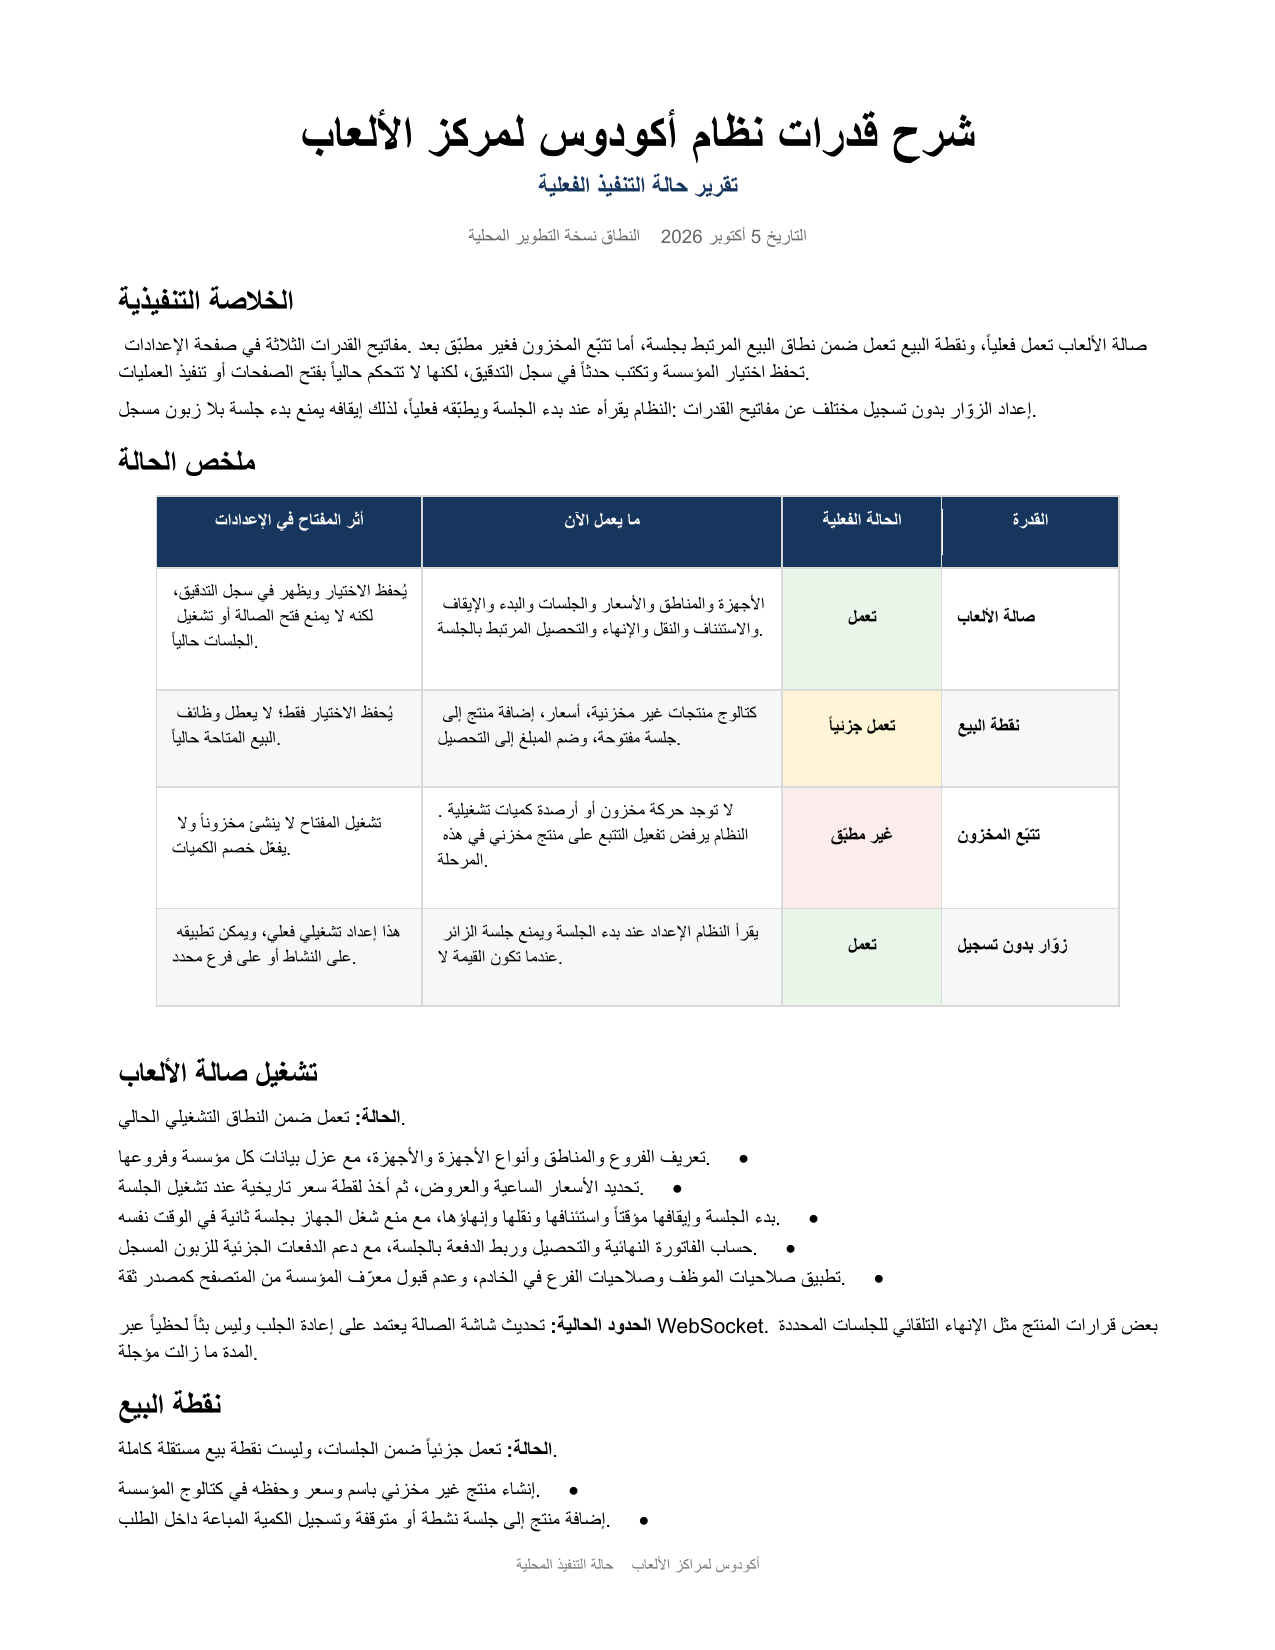 شرح قدرات نظام أكودوس لمركز الألعاب
تقرير حالة التنفيذ الفعلية
التاريخ 5 أكتوبر 2026 النطاق نسخة التطوير المحلية
الخلاصة التنفيذية
صالة الألعاب تعمل فعلياً، ونقطة البيع تعمل ضمن نطاق البيع المرتبط بجلسة، أما تتبّع المخزون فغير مطبّق بعد. مفاتيح القدرات الثلاثة في صفحة الإعدادات
تحفظ اختيار المؤسسة وتكتب حدثاً في سجل التدقيق، لكنها لا تتحكم حالياً بفتح الصفحات أو تنفيذ العمليات.
إعداد الزوّار بدون تسجيل مختلف عن مفاتيح القدرات: النظام يقرأه عند بدء الجلسة ويطبّقه فعلياً، لذلك إيقافه يمنع بدء جلسة بلا زبون مسجل.
ملخص الحالة
القدرة
الحالة الفعلية
ما يعمل الآن
أثر المفتاح في الإعدادات
صالة الألعاب
تعمل
الأجهزة والمناطق والأسعار والجلسات والبدء والإيقاف
والاستئناف والنقل والإنهاء والتحصيل المرتبط بالجلسة.
يُحفظ الاختيار ويظهر في سجل التدقيق،
لكنه لا يمنع فتح الصالة أو تشغيل
الجلسات حالياً.
نقطة البيع
تعمل جزئياً
كتالوج منتجات غير مخزنية، أسعار، إضافة منتج إلى
جلسة مفتوحة، وضم المبلغ إلى التحصيل.
يُحفظ الاختيار فقط؛ لا يعطل وظائف
البيع المتاحة حالياً.
تتبّع المخزون
غير مطبّق
لا توجد حركة مخزون أو أرصدة كميات تشغيلية.
النظام يرفض تفعيل التتبع على منتج مخزني في هذه
المرحلة.
تشغيل المفتاح لا ينشئ مخزوناً ولا
يفعّل خصم الكميات.
زوّار بدون تسجيل
تعمل
يقرأ النظام الإعداد عند بدء الجلسة ويمنع جلسة الزائر
عندما تكون القيمة لا.
هذا إعداد تشغيلي فعلي، ويمكن تطبيقه
على النشاط أو على فرع محدد.
تشغيل صالة الألعاب
الحالة: تعمل ضمن النطاق التشغيلي الحالي.
● تعريف الفروع والمناطق وأنواع الأجهزة والأجهزة، مع عزل بيانات كل مؤسسة وفروعها.
● تحديد الأسعار الساعية والعروض، ثم أخذ لقطة سعر تاريخية عند تشغيل الجلسة.
● بدء الجلسة وإيقافها مؤقتاً واستئنافها ونقلها وإنهاؤها، مع منع شغل الجهاز بجلسة ثانية في الوقت نفسه.
● حساب الفاتورة النهائية والتحصيل وربط الدفعة بالجلسة، مع دعم الدفعات الجزئية للزبون المسجل.
● تطبيق صلاحيات الموظف وصلاحيات الفرع في الخادم، وعدم قبول معرّف المؤسسة من المتصفح كمصدر ثقة.
الحدود الحالية: تحديث شاشة الصالة يعتمد على إعادة الجلب وليس بثاً لحظياً عبر WebSocket. بعض قرارات المنتج مثل الإنهاء التلقائي للجلسات المحددة
المدة ما زالت مؤجلة.
نقطة البيع
الحالة: تعمل جزئياً ضمن الجلسات، وليست نقطة بيع مستقلة كاملة.
● إنشاء منتج غير مخزني باسم وسعر وحفظه في كتالوج المؤسسة.
● إضافة منتج إلى جلسة نشطة أو متوقفة وتسجيل الكمية المباعة داخل الطلب.
أكودوس لمراكز الألعاب حالة التنفيذ المحلية